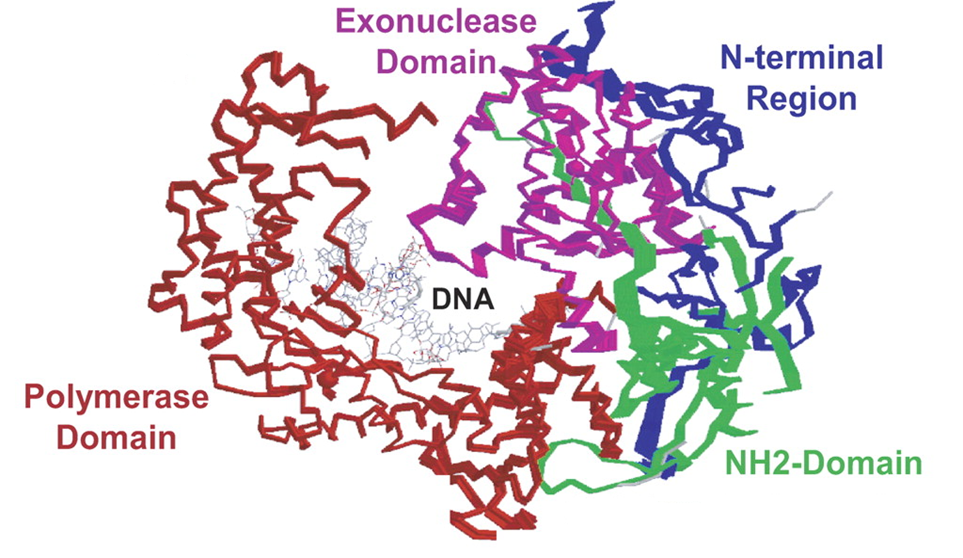 Exonuclease
Domain
N-terminal
Region
DNA
Polymerase
Domain
NH2-Domain